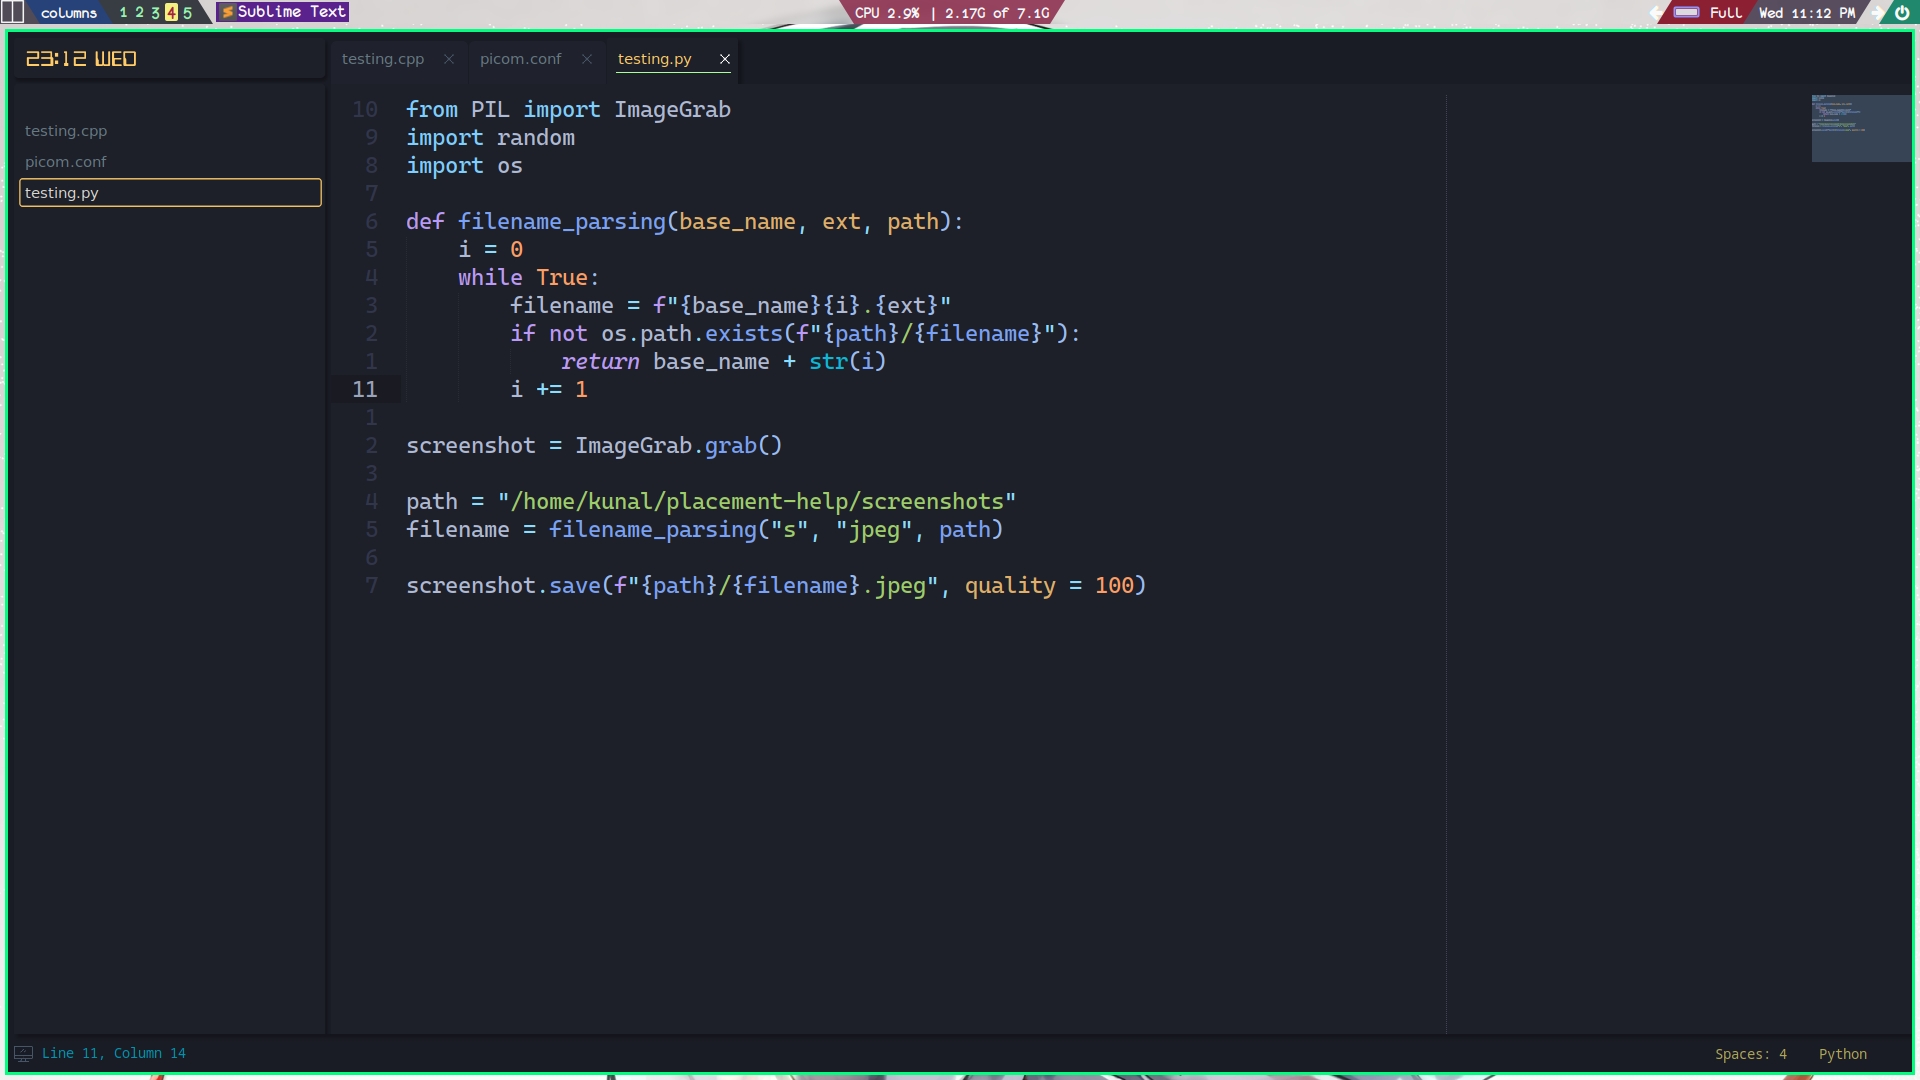 columns 1 2 3 4 5 Sublime Text CPU 2.9% | 2.17G of 7.1G Full Wed 11:12 PM
23:12 WED
testing.cpp
picom.conf
testing.py
testing.cpp picom.conf testing.py
10 from PIL import ImageGrab
9 import random
8 import os
7
6 def filename_parsing(base_name, ext, path):
5     i = 0
4     while True:
3         filename = f"{base_name}{i}.{ext}"
2         if not os.path.exists(f"{path}/{filename}"):
1             return base_name + str(i)
11         i += 1
1
2 screenshot = ImageGrab.grab()
3
4 path = "/home/kunal/placement-help/screenshots"
5 filename = filename_parsing("s", "jpeg", path)
6
7 screenshot.save(f"{path}/{filename}.jpeg", quality = 100)
Line 11, Column 14 Spaces: 4 Python